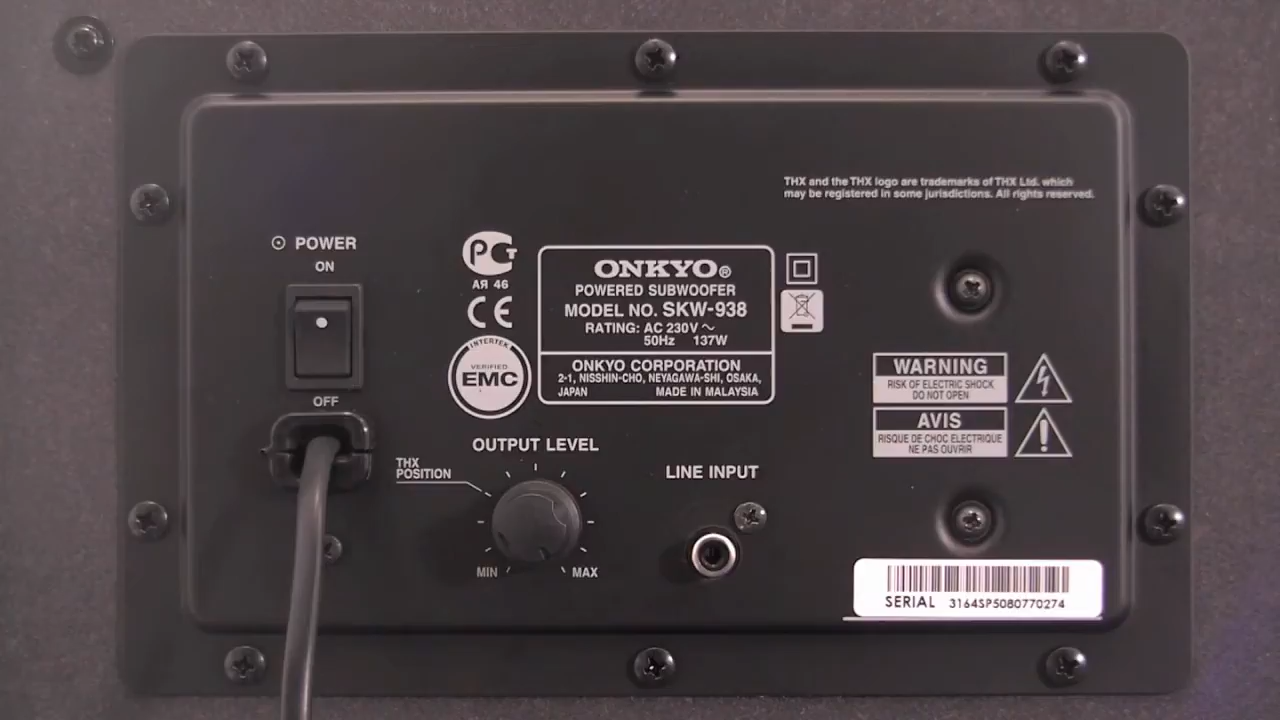 THX and the THX logo are trademarks of THX Ltd. which
may be registered in some jurisdictions. All rights reserved.
POWER
ON
OFF
PCT
АЯ 46
CE
INTERTEK
VERIFIED
EMC
ONKYO®
POWERED SUBWOOFER
MODEL NO. SKW-938
RATING: AC 230V ~
50Hz 137W
ONKYO CORPORATION
2-1, NISSHIN-CHO, NEYAGAWA-SHI, OSAKA,
JAPAN MADE IN MALAYSIA
WARNING
RISK OF ELECTRIC SHOCK
DO NOT OPEN
AVIS
RISQUE DE CHOC ELECTRIQUE
NE PAS OUVRIR
OUTPUT LEVEL
THX
POSITION
MIN
MAX
LINE INPUT
SERIAL 3164SP5080770274